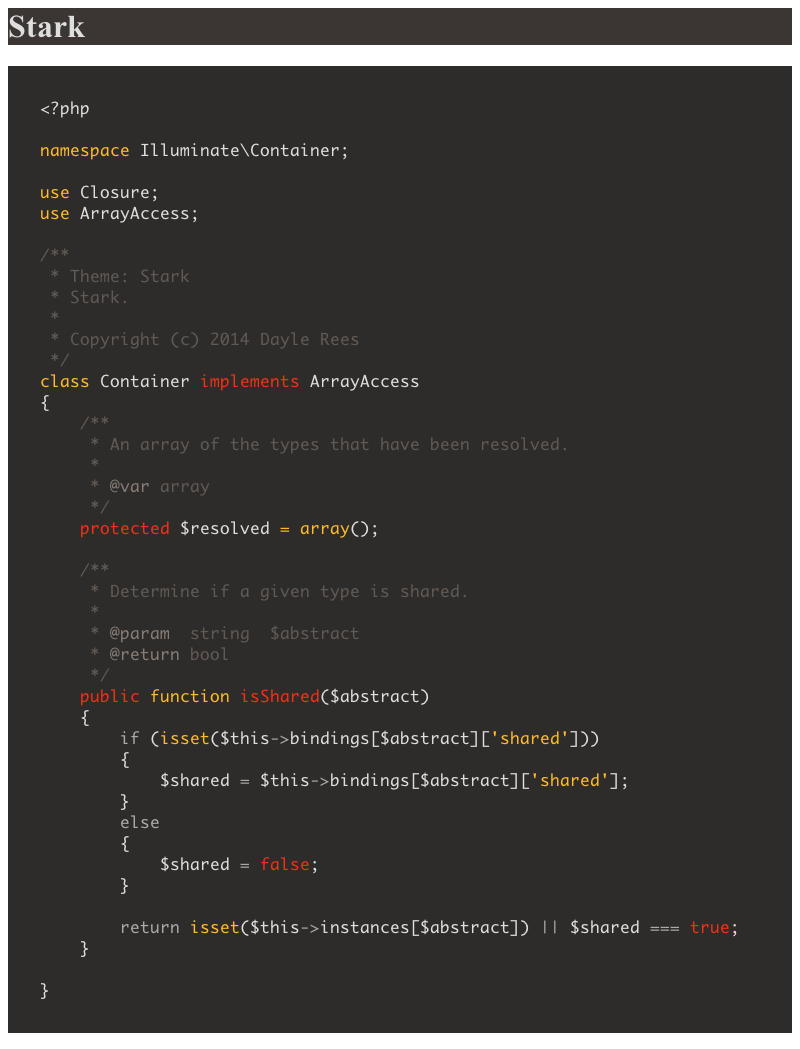 Stark
<?php
namespace Illuminate\Container;
use Closure;
use ArrayAccess;
/**
 * Theme: Stark
 * Stark.
 *
 * Copyright (c) 2014 Dayle Rees
 */
class Container implements ArrayAccess
{
    /**
     * An array of the types that have been resolved.
     *
     * @var array
     */
    protected $resolved = array();
    /**
     * Determine if a given type is shared.
     *
     * @param  string  $abstract
     * @return bool
     */
    public function isShared($abstract)
    {
        if (isset($this->bindings[$abstract]['shared']))
        {
            $shared = $this->bindings[$abstract]['shared'];
        }
        else
        {
            $shared = false;
        }
        return isset($this->instances[$abstract]) || $shared === true;
    }
}